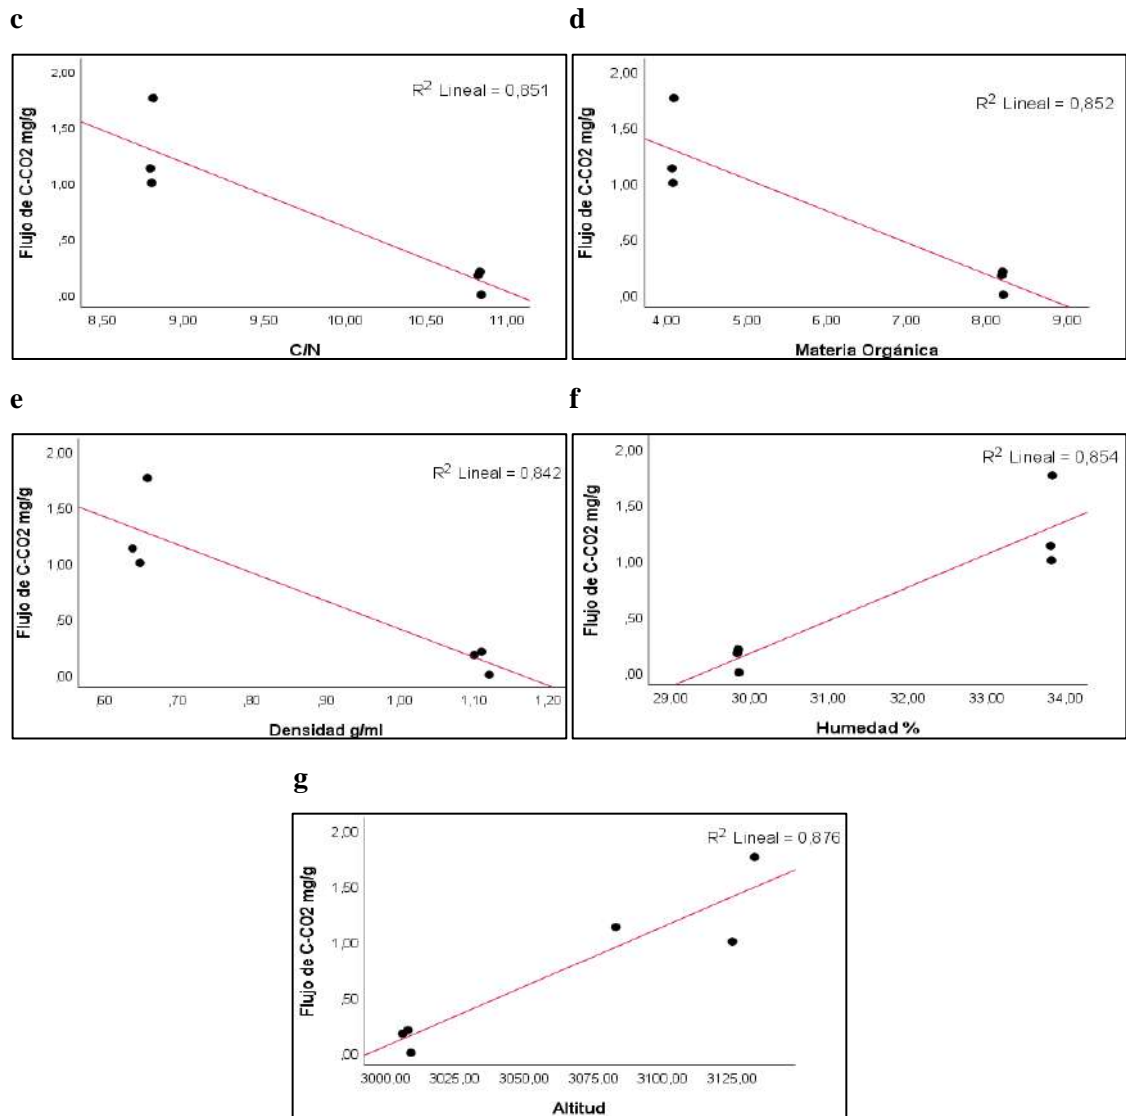 c
d
2,00
1,50
1,00
,50
,00
Flujo de C-CO2 mg/g
R2 Lineal = 0,851
8,50 9,00 9,50 10,00 10,50 11,00
C/N
2,00
1,50
1,00
,50
,00
Flujo de C-CO2 mg/g
R2 Lineal = 0,852
4,00 5,00 6,00 7,00 8,00 9,00
Materia Orgánica
e
f
2,00
1,50
1,00
,50
,00
Flujo de C-CO2 mg/g
R2 Lineal = 0,842
,60 ,70 ,80 ,90 1,00 1,10 1,20
Densidad g/ml
2,00
1,50
1,00
,50
,00
Flujo de C-CO2 mg/g
R2 Lineal = 0,854
29,00 30,00 31,00 32,00 33,00 34,00
Humedad %
g
2,00
1,50
1,00
,50
,00
Flujo de C-CO2 mg/g
R2 Lineal = 0,876
3000,00 3025,00 3050,00 3075,00 3100,00 3125,00
Altitud